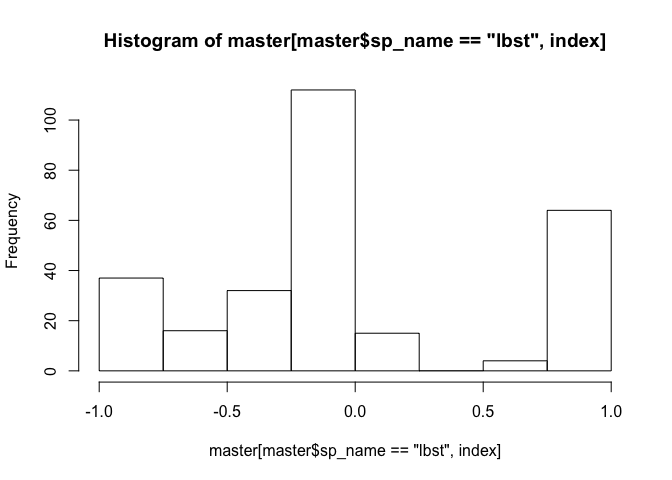 Histogram of master[master$sp_name == "lbst", index]
Frequency
100
80
60
40
20
0
-1.0 -0.5 0.0 0.5 1.0
master[master$sp_name == "lbst", index]